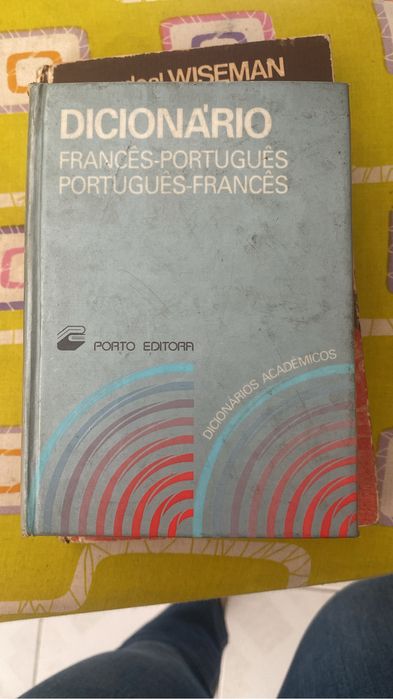 WISEMAN
DICIONÁRIO
FRANCÊS-PORTUGUÊS
PORTUGUÊS-FRANCÊS
PORTO EDITORA
DICIONÁRIOS ACADÉMICOS